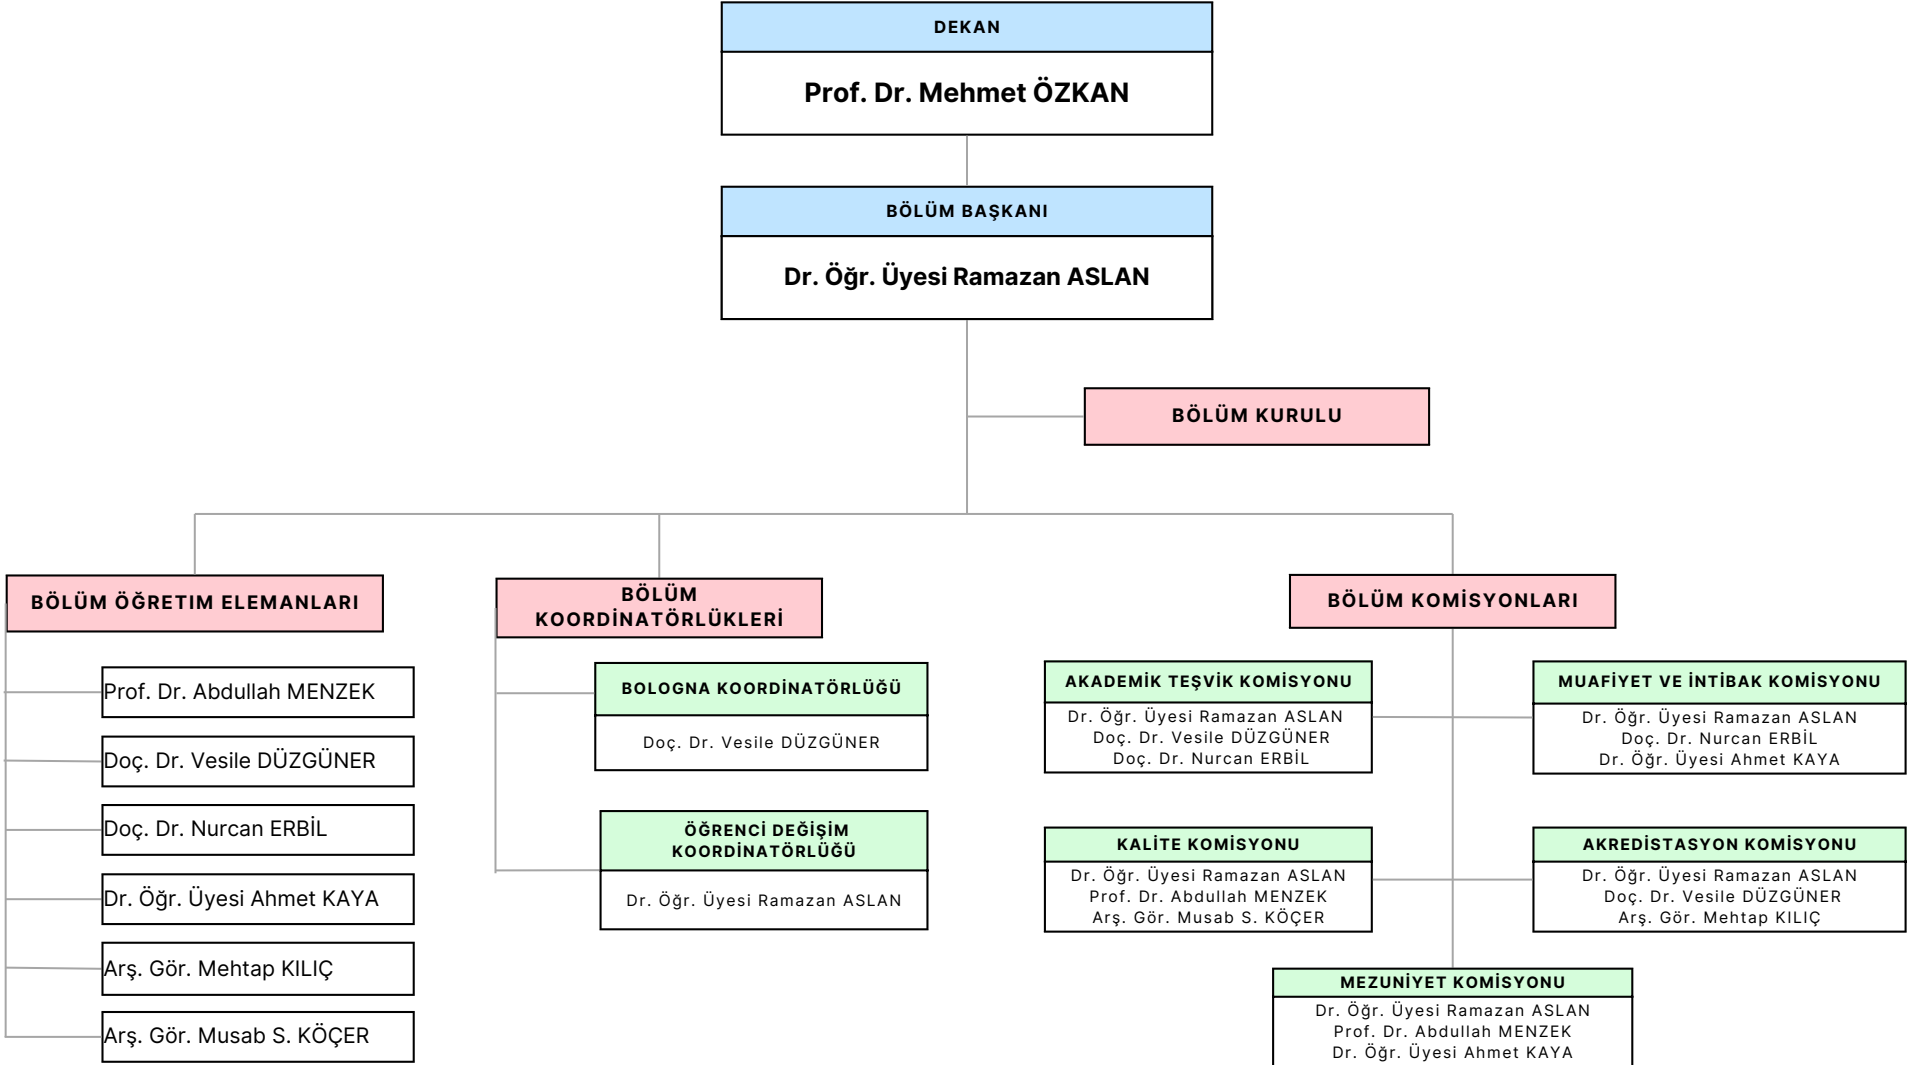 DEKAN
Prof. Dr. Mehmet ÖZKAN
BÖLÜM BAŞKANI
Dr. Öğr. Üyesi Ramazan ASLAN
BÖLÜM KURULU
BÖLÜM ÖĞRETIM ELEMANLARI
Prof. Dr. Abdullah MENZEK
Doç. Dr. Vesile DÜZGÜNER
Doç. Dr. Nurcan ERBİL
Dr. Öğr. Üyesi Ahmet KAYA
Arş. Gör. Mehtap KILIÇ
Arş. Gör. Musab S. KÖÇER
BÖLÜM
KOORDİNATÖRLÜKLERİ
BOLOGNA KOORDİNATÖRLÜĞÜ
Doç. Dr. Vesile DÜZGÜNER
ÖĞRENCİ DEĞİŞİM
KOORDİNATÖRLÜĞÜ
Dr. Öğr. Üyesi Ramazan ASLAN
BÖLÜM KOMİSYONLARI
AKADEMİK TEŞVİK KOMİSYONU
Dr. Öğr. Üyesi Ramazan ASLAN
Doç. Dr. Vesile DÜZGÜNER
Doç. Dr. Nurcan ERBİL
MUAFİYET VE İNTİBAK KOMİSYONU
Dr. Öğr. Üyesi Ramazan ASLAN
Doç. Dr. Nurcan ERBİL
Dr. Öğr. Üyesi Ahmet KAYA
KALİTE KOMİSYONU
Dr. Öğr. Üyesi Ramazan ASLAN
Prof. Dr. Abdullah MENZEK
Arş. Gör. Musab S. KÖÇER
AKREDİSTASYON KOMİSYONU
Dr. Öğr. Üyesi Ramazan ASLAN
Doç. Dr. Vesile DÜZGÜNER
Arş. Gör. Mehtap KILIÇ
MEZUNİYET KOMİSYONU
Dr. Öğr. Üyesi Ramazan ASLAN
Prof. Dr. Abdullah MENZEK
Dr. Öğr. Üyesi Ahmet KAYA